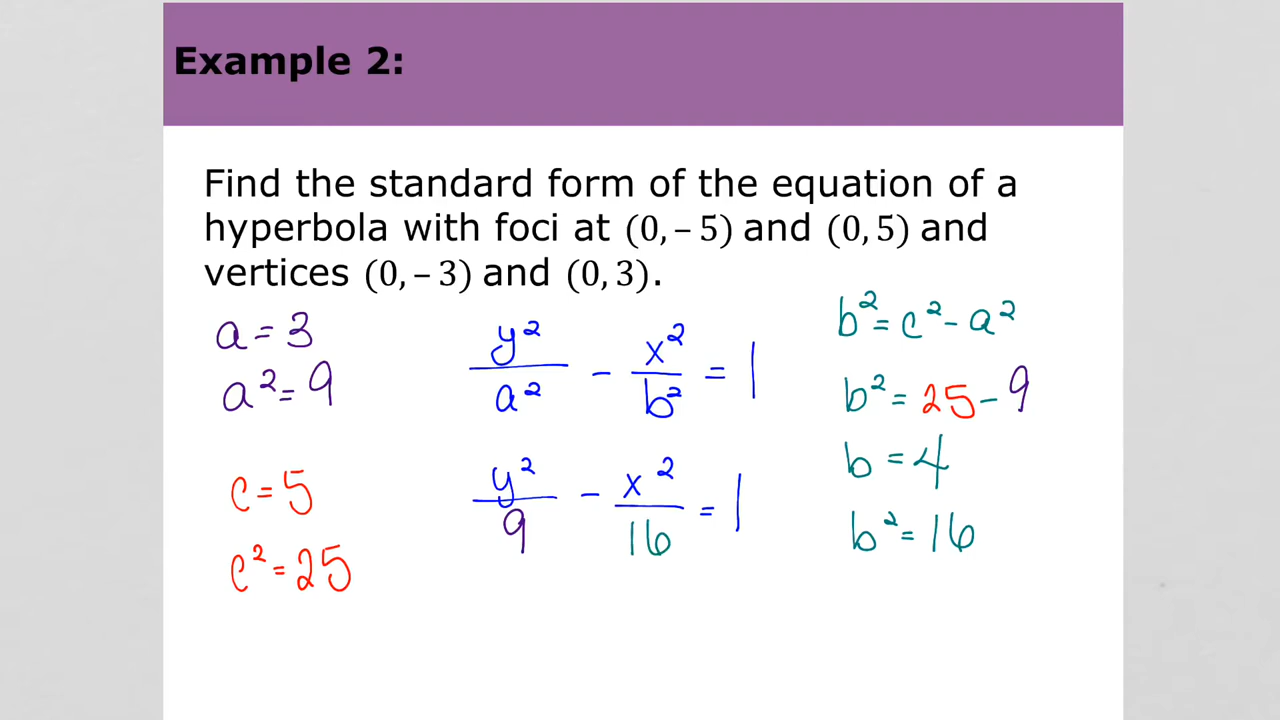 Example 2:
Find the standard form of the equation of a
hyperbola with foci at (0, – 5) and (0, 5) and
vertices (0, – 3) and (0, 3).
a = 3
a² = 9
c = 5
c² = 25
y²/a² - x²/b² = 1
y²/9 - x²/16 = 1
b² = c² - a²
b² = 25 - 9
b = 4
b² = 16